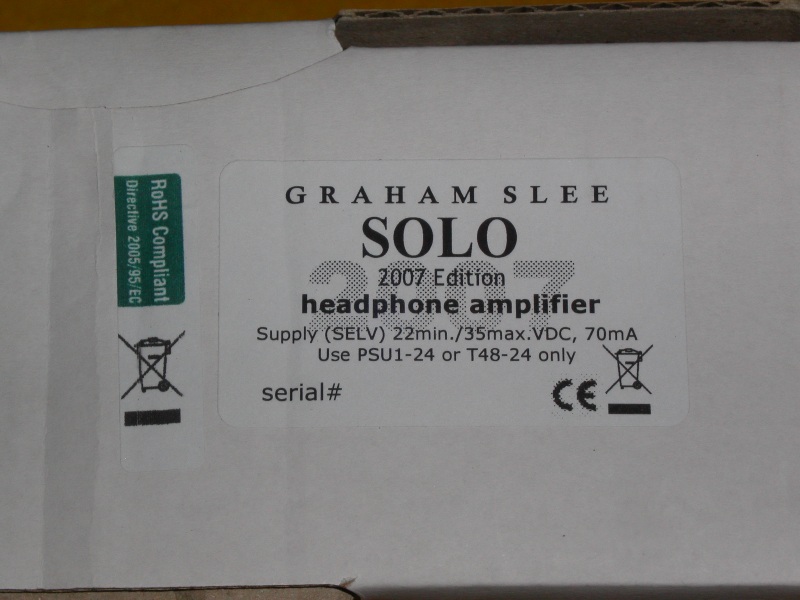 RoHS Compliant
Directive 2005/95/EC
GRAHAM SLEE
SOLO
2007
2007 Edition
headphone amplifier
Supply (SELV) 22min./35max.VDC, 70mA
Use PSU1-24 or T48-24 only
serial#
CE